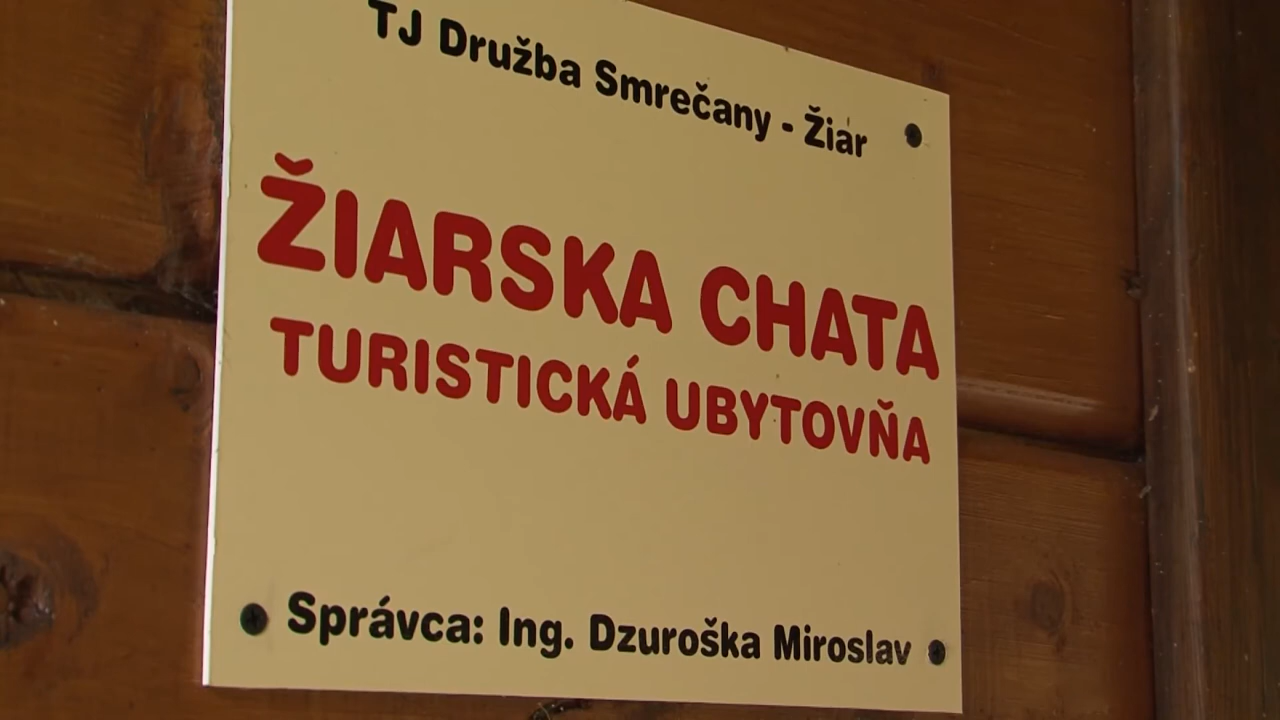 TJ Družba Smrečany - Žiar
ŽIARSKA CHATA
TURISTICKÁ UBYTOVŇA
Správca: Ing. Dzuroška Miroslav